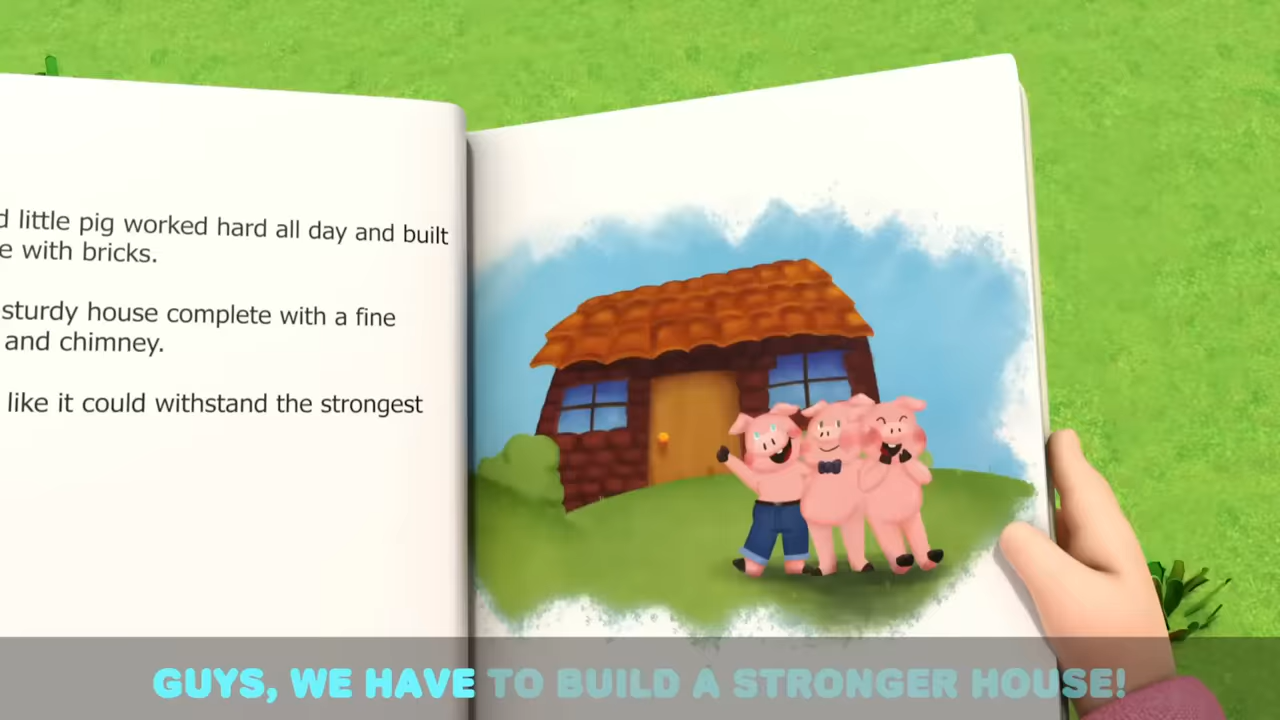 little pig worked hard all day and built
with bricks.
sturdy house complete with a fine
and chimney.
like it could withstand the strongest
GUYS, WE HAVE TO BUILD A STRONGER HOUSE!